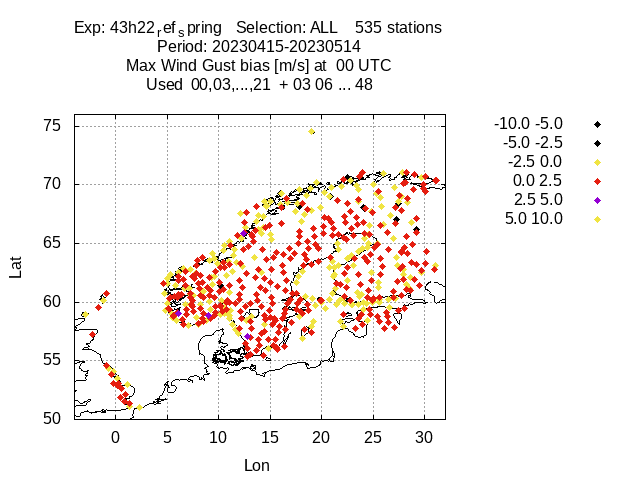 Exp: 43h22refspring   Selection: ALL    535 stations
Period: 20230415-20230514
Max Wind Gust bias [m/s] at  00 UTC
Used  00,03,...,21  + 03 06 ... 48
-10.0 -5.0
-5.0 -2.5
-2.5 0.0
0.0 2.5
2.5 5.0
5.0 10.0
75
70
65
60
55
50
Lat
0 5 10 15 20 25 30
Lon